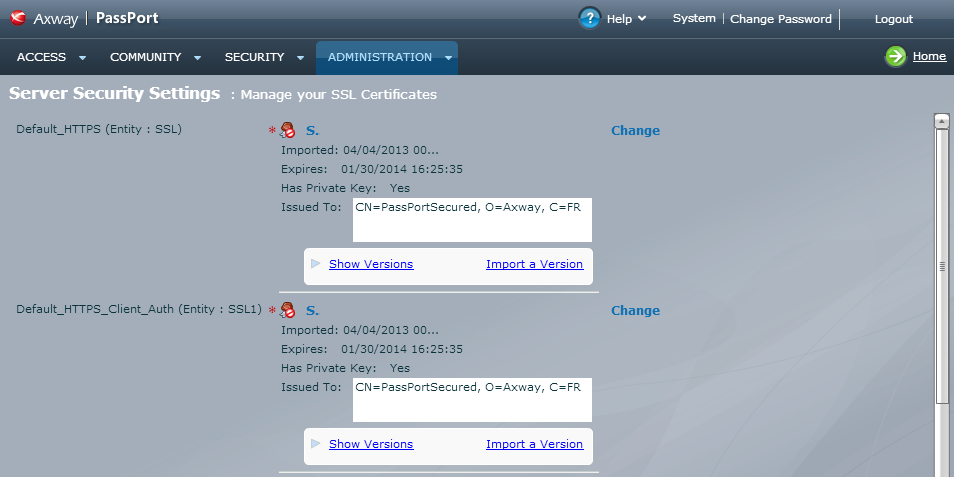 Axway | PassPort
Help
System | Change Password
Logout
ACCESS
COMMUNITY
SECURITY
ADMINISTRATION
Home
Server Security Settings : Manage your SSL Certificates
Default_HTTPS (Entity : SSL)
* S.
Change
Imported: 04/04/2013 00...
Expires: 01/30/2014 16:25:35
Has Private Key: Yes
Issued To: CN=PassPortSecured, O=Axway, C=FR
Show Versions
Import a Version
Default_HTTPS_Client_Auth (Entity : SSL1)
* S.
Change
Imported: 04/04/2013 00...
Expires: 01/30/2014 16:25:35
Has Private Key: Yes
Issued To: CN=PassPortSecured, O=Axway, C=FR
Show Versions
Import a Version